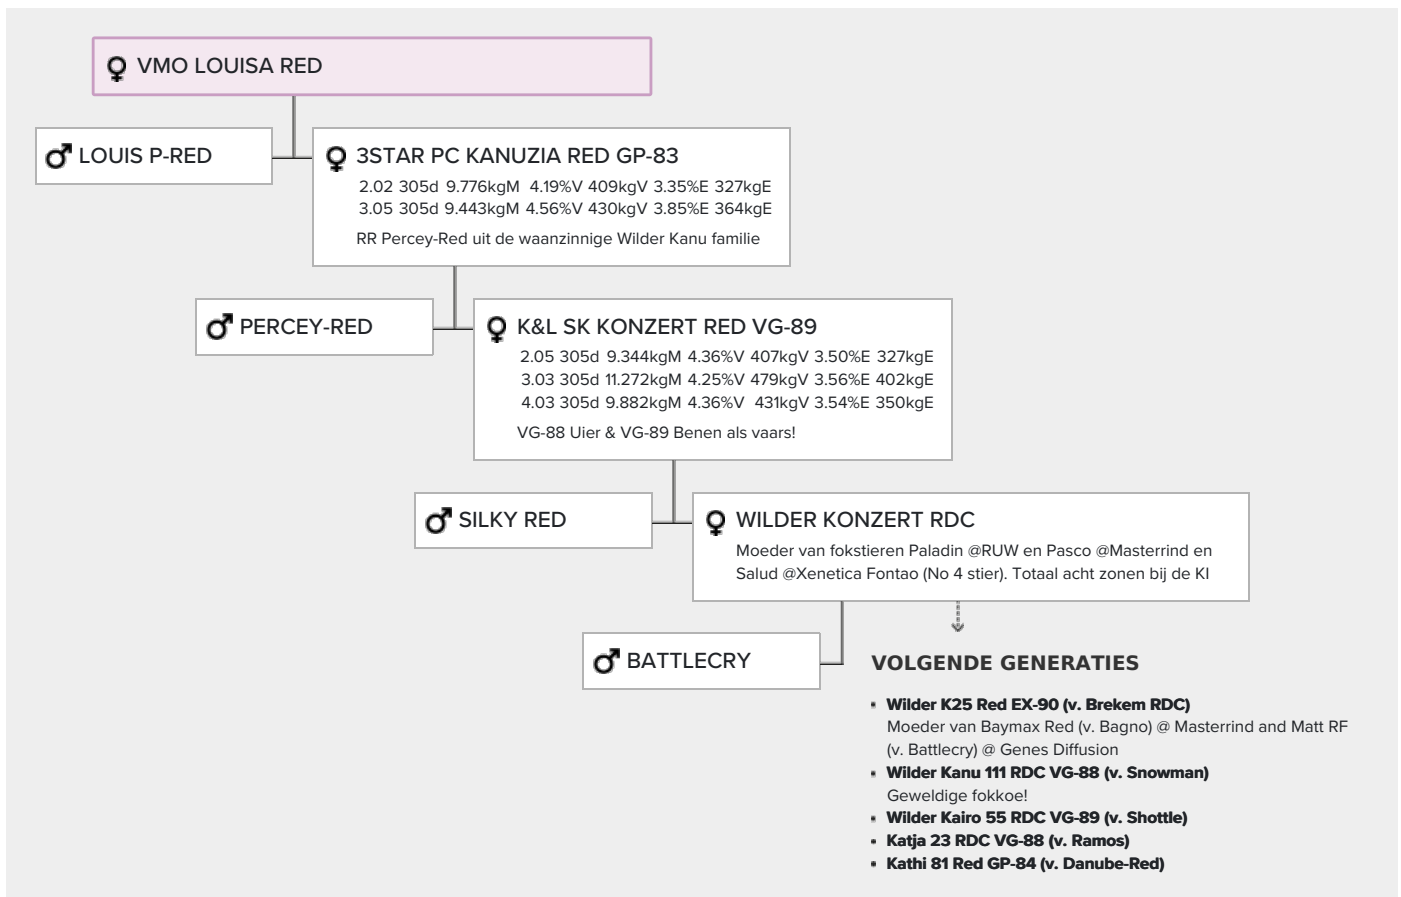 VMO LOUISA RED
LOUIS P-RED
3STAR PC KANUZIA RED GP-83
2.02 305d 9.776kgM 4.19%V 409kgV 3.35%E 327kgE
3.05 305d 9.443kgM 4.56%V 430kgV 3.85%E 364kgE
RR Percey-Red uit de waanzinnige Wilder Kanu familie
PERCEY-RED
K&L SK KONZERT RED VG-89
2.05 305d 9.344kgM 4.36%V 407kgV 3.50%E 327kgE
3.03 305d 11.272kgM 4.25%V 479kgV 3.56%E 402kgE
4.03 305d 9.882kgM 4.36%V 431kgV 3.54%E 350kgE
VG-88 Uier & VG-89 Benen als vaars!
SILKY RED
WILDER KONZERT RDC
Moeder van fokstieren Paladin @RUW en Pasco @Masterrind en
Salud @Xenetica Fontao (No 4 stier). Totaal acht zonen bij de KI
BATTLECRY
VOLGENDE GENERATIES
• Wilder K25 Red EX-90 (v. Brekem RDC)
Moeder van Baymax Red (v. Bagno) @ Masterrind and Matt RF
(v. Battlecry) @ Genes Diffusion
• Wilder Kanu 111 RDC VG-88 (v. Snowman)
Geweldige fokkoe!
• Wilder Kairo 55 RDC VG-89 (v. Shottle)
• Katja 23 RDC VG-88 (v. Ramos)
• Kathi 81 Red GP-84 (v. Danube-Red)